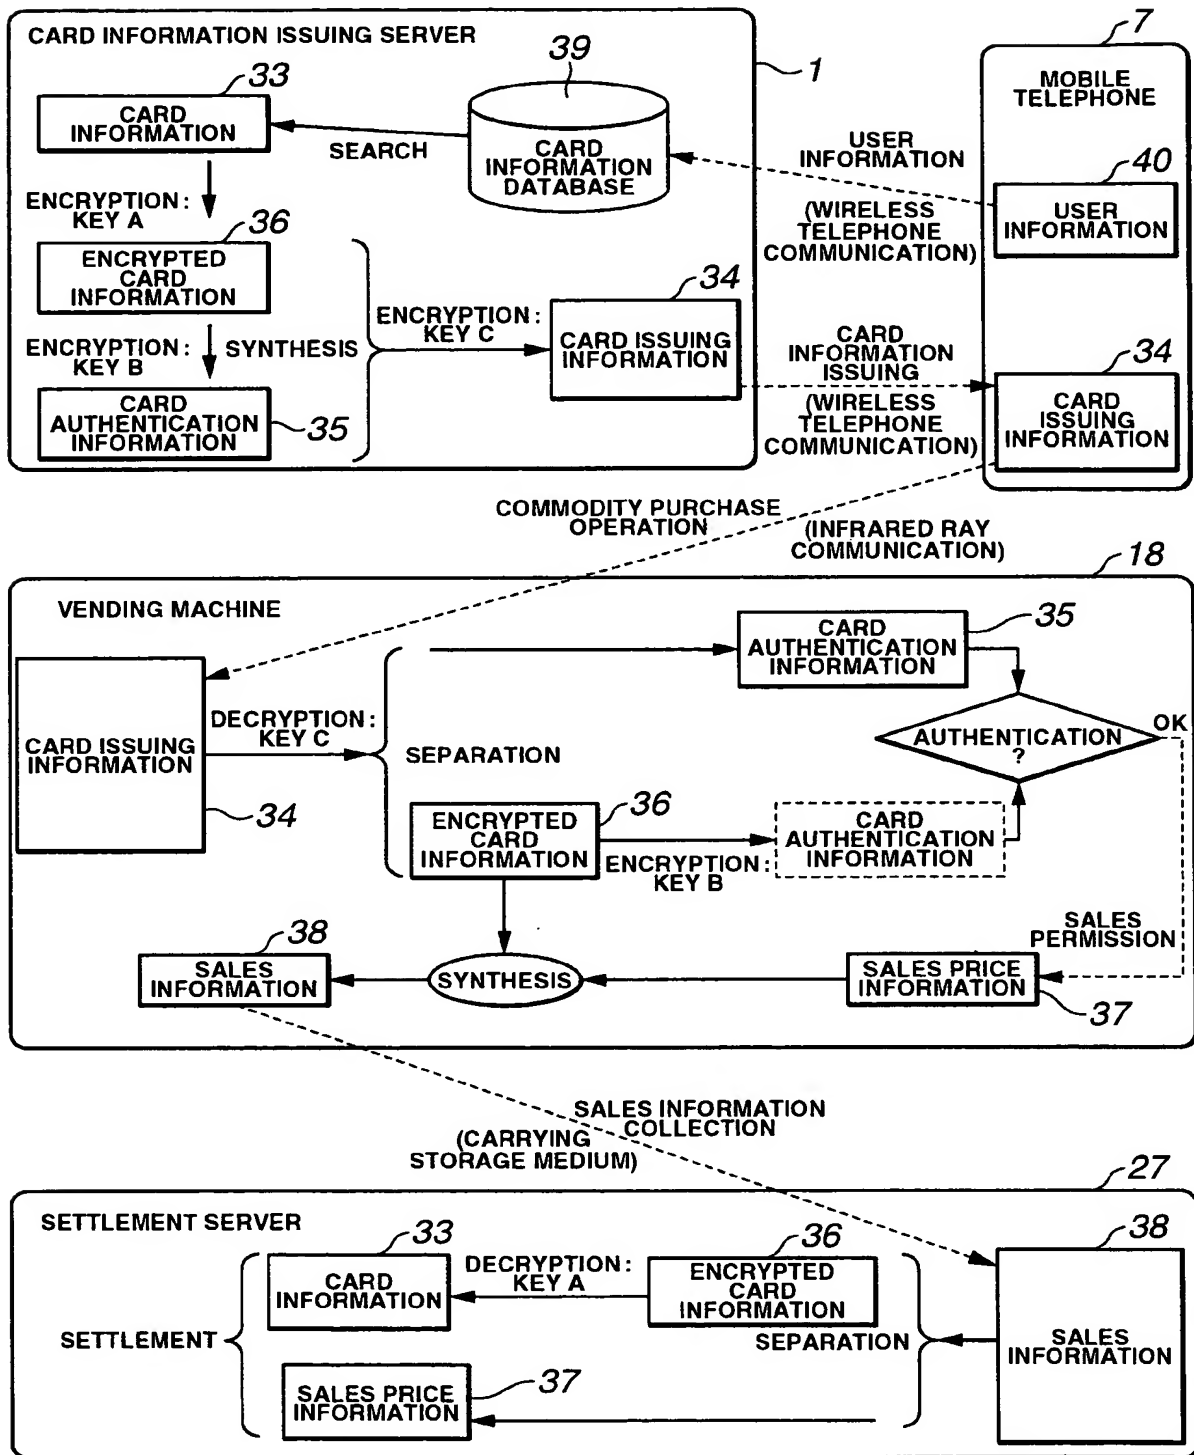 CARD INFORMATION ISSUING SERVER
1
7
MOBILE
TELEPHONE
33
CARD
INFORMATION
SEARCH
39
CARD
INFORMATION
DATABASE
USER
INFORMATION
(WIRELESS
TELEPHONE
COMMUNICATION)
40
USER
INFORMATION
ENCRYPTION:
KEY A
36
ENCRYPTED
CARD
INFORMATION
ENCRYPTION:
KEY B
SYNTHESIS
CARD
AUTHENTICATION
INFORMATION
35
ENCRYPTION:
KEY C
34
CARD ISSUING
INFORMATION
CARD
INFORMATION
ISSUING
(WIRELESS
TELEPHONE
COMMUNICATION)
34
CARD
ISSUING
INFORMATION
COMMODITY PURCHASE
OPERATION
(INFRARED RAY
COMMUNICATION)
18
VENDING MACHINE
CARD ISSUING
INFORMATION
34
DECRYPTION:
KEY C
SEPARATION
35
CARD
AUTHENTICATION
INFORMATION
AUTHENTICATION
?
OK
36
ENCRYPTED
CARD
INFORMATION
ENCRYPTION:
KEY B
CARD
AUTHENTICATION
INFORMATION
SALES
PERMISSION
38
SALES
INFORMATION
SYNTHESIS
SALES PRICE
INFORMATION
37
SALES INFORMATION
COLLECTION
(CARRYING
STORAGE MEDIUM)
27
SETTLEMENT SERVER
33
CARD
INFORMATION
DECRYPTION:
KEY A
36
ENCRYPTED
CARD
INFORMATION
38
SALES
INFORMATION
SETTLEMENT
SEPARATION
37
SALES PRICE
INFORMATION